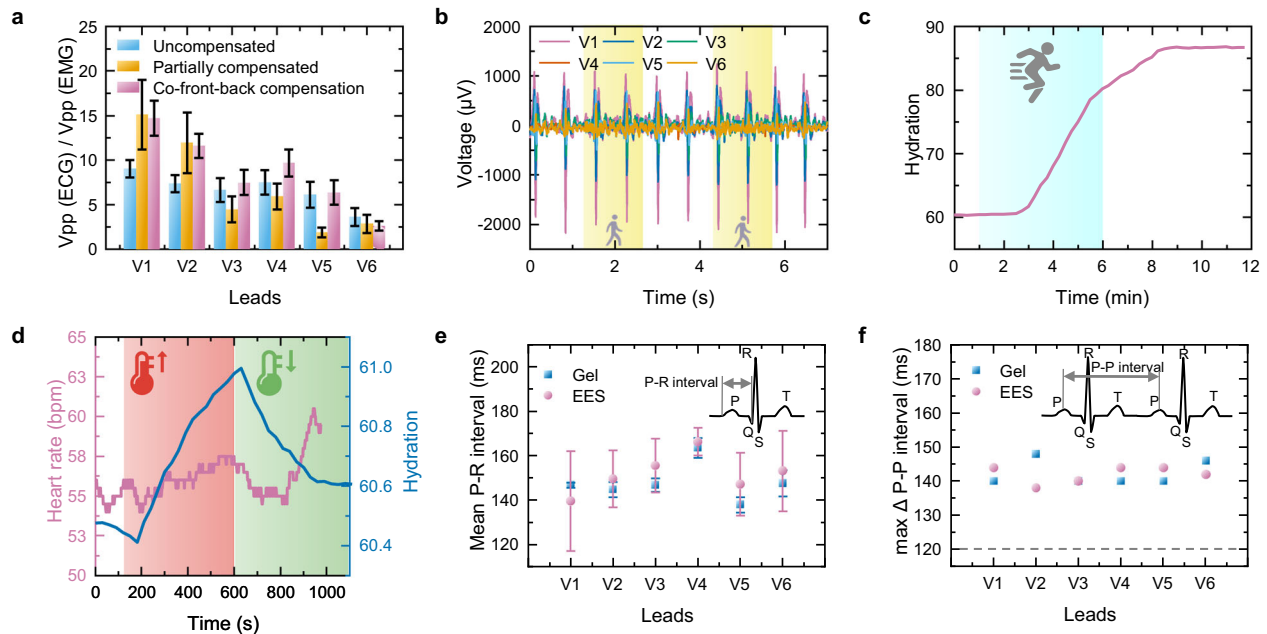 a
25
20
15
10
5
0
Vpp (ECG) / Vpp (EMG)
Uncompensated
Partially compensated
Co-front-back compensation
V1 V2 V3 V4 V5 V6
Leads
b
2000
1000
0
-1000
-2000
Voltage (µV)
V1 V2 V3
V4 V5 V6
0 2 4 6
Time (s)
c
90
80
70
60
Hydration
0 2 4 6 8 10 12
Time (min)
d
65
63
60
58
56
53
50
Heart rate (bpm)
61.0
60.8
60.6
60.4
Hydration
0 200 400 600 800 1000
Time (s)
e
200
180
160
140
120
Mean P-R interval (ms)
Gel
EES
R
P-R interval
P
T
Q
S
V1 V2 V3 V4 V5 V6
Leads
f
180
170
160
150
140
130
120
max Δ P-P interval (ms)
Gel
EES
R R
P-P interval
P T P T
Q Q
S S
V1 V2 V3 V4 V5 V6
Leads